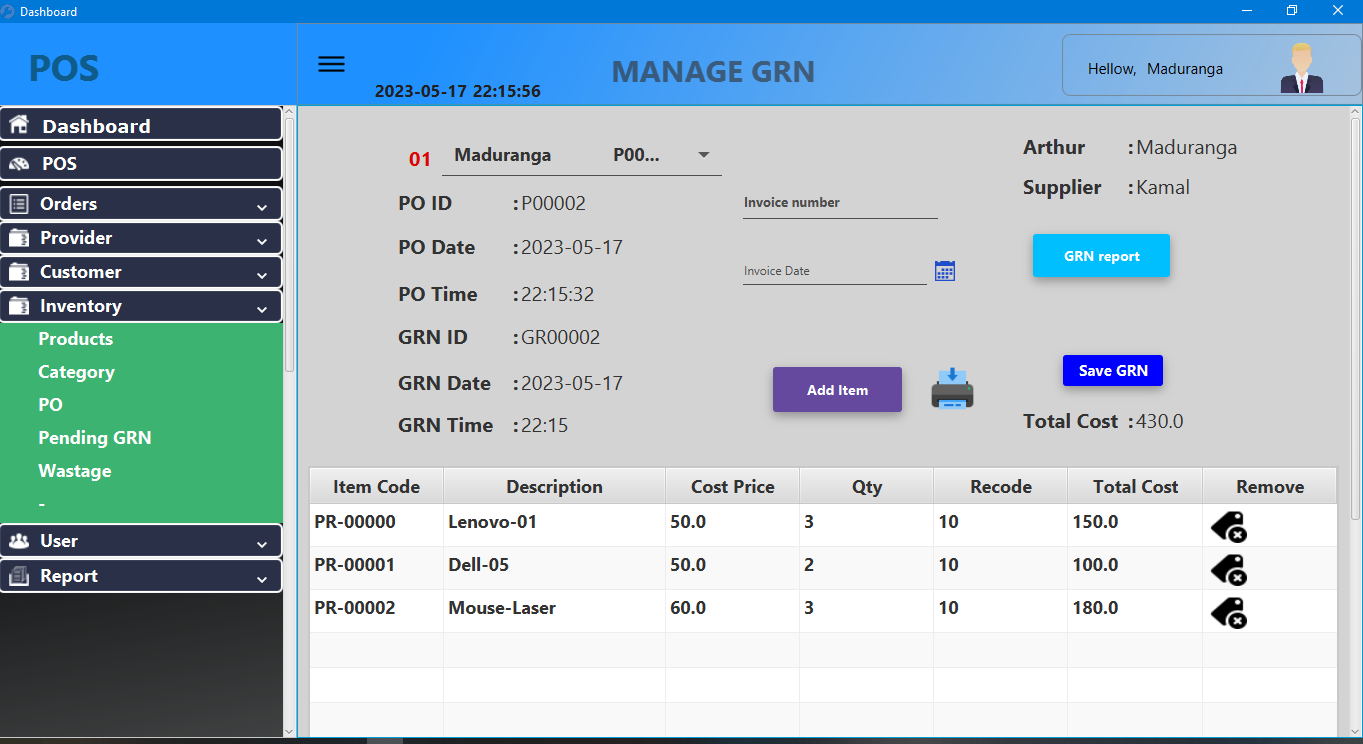 Dashboard
POS
2023-05-17 22:15:56
MANAGE GRN
Hellow, Maduranga
Dashboard
POS
Orders
Provider
Customer
Inventory
Products
Category
PO
Pending GRN
Wastage
-
User
Report
01 Maduranga P00...
PO ID :P00002
PO Date :2023-05-17
PO Time :22:15:32
GRN ID :GR00002
GRN Date :2023-05-17
GRN Time :22:15
Invoice number
Invoice Date
Add Item
Arthur :Maduranga
Supplier :Kamal
GRN report
Save GRN
Total Cost :430.0
Item Code Description Cost Price Qty Recode Total Cost Remove
PR-00000 Lenovo-01 50.0 3 10 150.0
PR-00001 Dell-05 50.0 2 10 100.0
PR-00002 Mouse-Laser 60.0 3 10 180.0